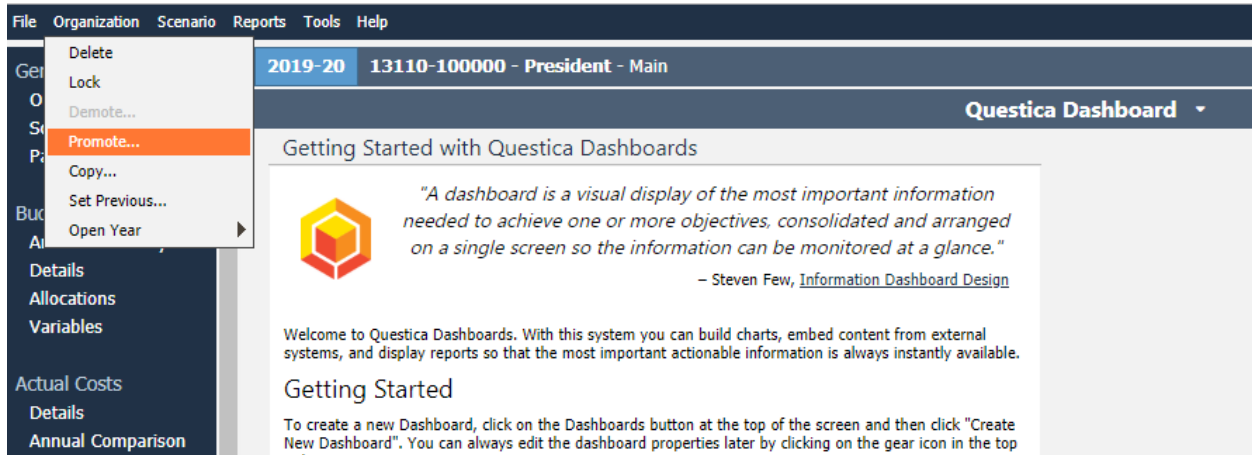 File Organization Scenario Reports Tools Help
Delete
Lock
Demote...
Promote...
Copy...
Set Previous...
Open Year
Details
Allocations
Variables
Actual Costs
Details
Annual Comparison
2019-20 13110-100000 - President - Main
Questica Dashboard
Getting Started with Questica Dashboards
"A dashboard is a visual display of the most important information
needed to achieve one or more objectives, consolidated and arranged
on a single screen so the information can be monitored at a glance."
– Steven Few, Information Dashboard Design
Welcome to Questica Dashboards. With this system you can build charts, embed content from external
systems, and display reports so that the most important actionable information is always instantly available.
Getting Started
To create a new Dashboard, click on the Dashboards button at the top of the screen and then click "Create
New Dashboard". You can always edit the dashboard properties later by clicking on the gear icon in the top